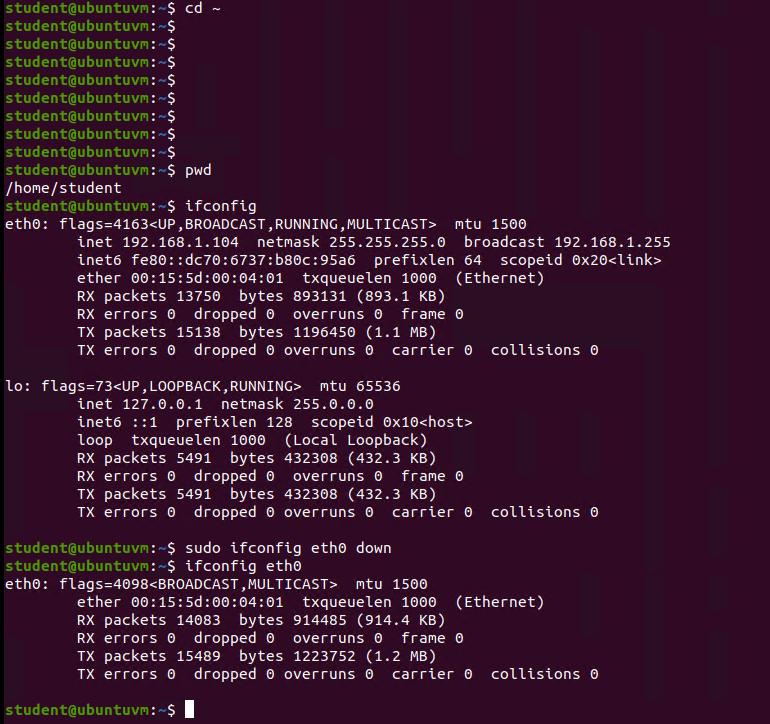 student@ubuntuvm:~$ cd ~
student@ubuntuvm:~$
student@ubuntuvm:~$
student@ubuntuvm:~$
student@ubuntuvm:~$
student@ubuntuvm:~$
student@ubuntuvm:~$
student@ubuntuvm:~$
student@ubuntuvm:~$
student@ubuntuvm:~$ pwd
/home/student
student@ubuntuvm:~$ ifconfig
eth0: flags=4163<UP,BROADCAST,RUNNING,MULTICAST>  mtu 1500
        inet 192.168.1.104  netmask 255.255.255.0  broadcast 192.168.1.255
        inet6 fe80::dc70:6737:b80c:95a6  prefixlen 64  scopeid 0x20<link>
        ether 00:15:5d:00:04:01  txqueuelen 1000  (Ethernet)
        RX packets 13750  bytes 893131 (893.1 KB)
        RX errors 0  dropped 0  overruns 0  frame 0
        TX packets 15138  bytes 1196450 (1.1 MB)
        TX errors 0  dropped 0 overruns 0  carrier 0  collisions 0

lo: flags=73<UP,LOOPBACK,RUNNING>  mtu 65536
        inet 127.0.0.1  netmask 255.0.0.0
        inet6 ::1  prefixlen 128  scopeid 0x10<host>
        loop  txqueuelen 1000  (Local Loopback)
        RX packets 5491  bytes 432308 (432.3 KB)
        RX errors 0  dropped 0  overruns 0  frame 0
        TX packets 5491  bytes 432308 (432.3 KB)
        TX errors 0  dropped 0 overruns 0  carrier 0  collisions 0

student@ubuntuvm:~$ sudo ifconfig eth0 down
student@ubuntuvm:~$ ifconfig eth0
eth0: flags=4098<BROADCAST,MULTICAST>  mtu 1500
        ether 00:15:5d:00:04:01  txqueuelen 1000  (Ethernet)
        RX packets 14083  bytes 914485 (914.4 KB)
        RX errors 0  dropped 0  overruns 0  frame 0
        TX packets 15489  bytes 1223752 (1.2 MB)
        TX errors 0  dropped 0 overruns 0  carrier 0  collisions 0

student@ubuntuvm:~$